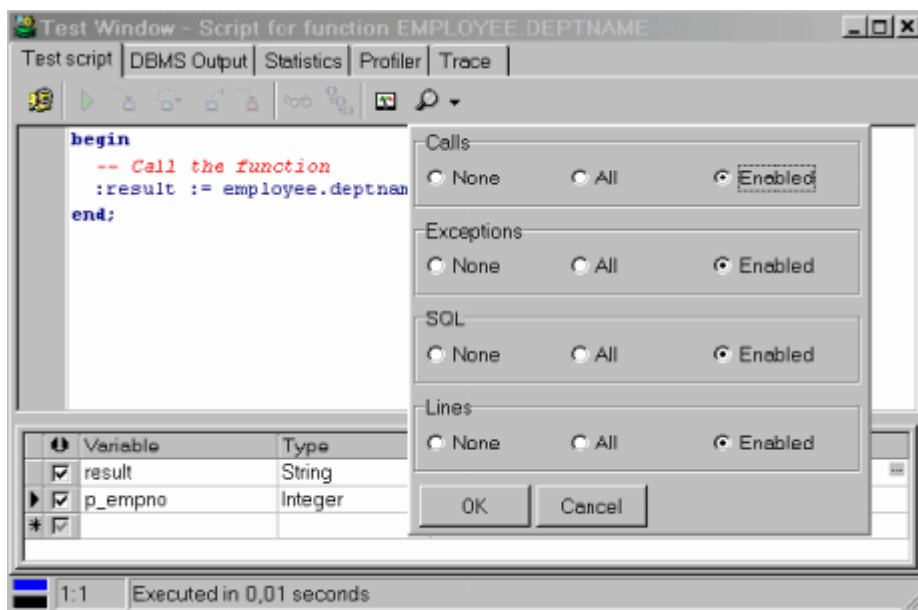 Test Window - Script for function EMPLOYEE.DEPTNAME
Test script DBMS Output Statistics Profiler Trace
begin
-- Call the function
:result := employee.deptnam
end;
Calls
None All Enabled
Exceptions
None All Enabled
SQL
None All Enabled
Lines
None All Enabled
OK Cancel
Variable Type
result String
p_empno Integer
1:1 Executed in 0,01 seconds